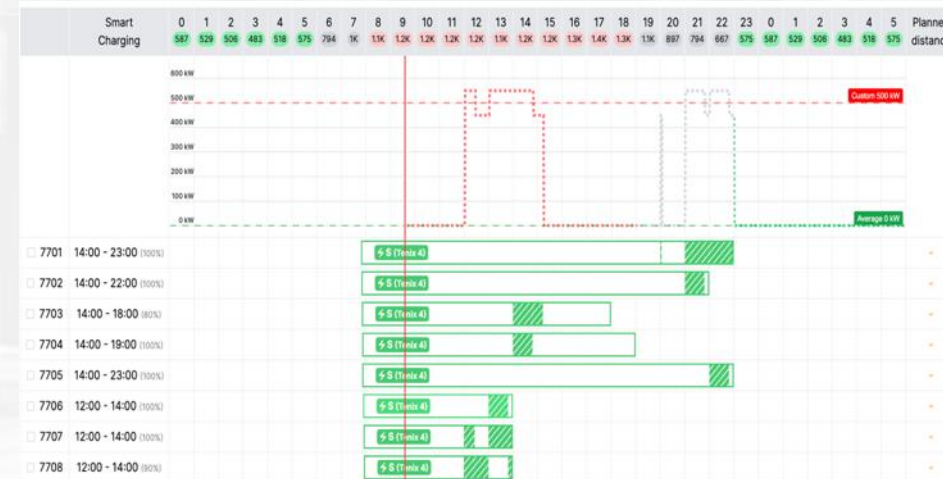 Smart Charging 0 1 2 3 4 5 6 7 8 9 10 11 12 13 14 15 16 17 18 19 20 21 22 23 0 1 2 3 4 5 Planne distanc
587 529 506 483 518 575 794 1K 1.1K 1.2K 1.2K 1.2K 1.2K 1.1K 1.2K 1.2K 1.3K 1.4K 1.3K 1.1K 897 794 667 575 587 529 506 483 518 575
600 kW
500 kW Custom 500 kW
400 kW
300 kW
200 kW
100 kW
0 kW Average 0 kW
7701 14:00 - 23:00 (100%) S (Tenix 4)
7702 14:00 - 22:00 (100%) S (Tenix 4)
7703 14:00 - 18:00 (80%) S (Tenix 4)
7704 14:00 - 19:00 (100%) S (Tenix 4)
7705 14:00 - 23:00 (100%) S (Tenix 4)
7706 12:00 - 14:00 (100%) S (Tenix 4)
7707 12:00 - 14:00 (100%) S (Tenix 4)
7708 12:00 - 14:00 (90%) S (Tenix 4)